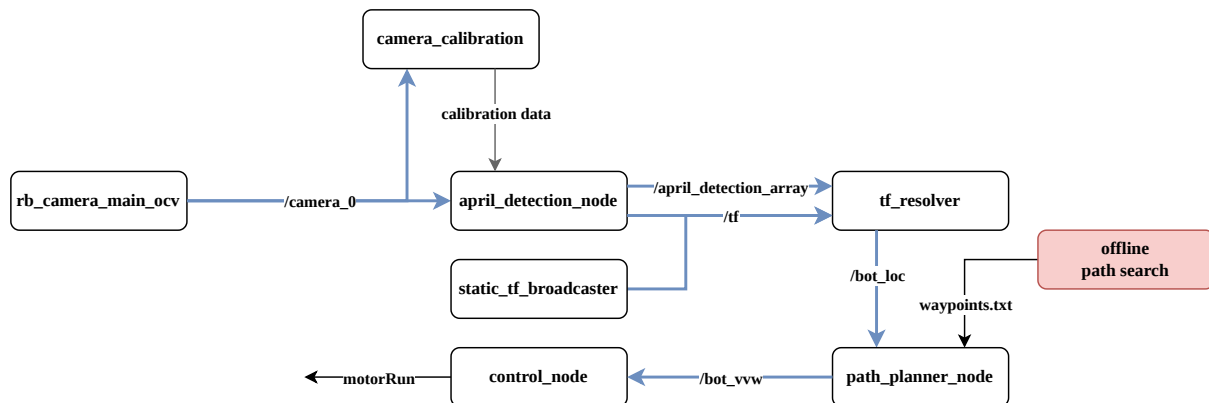 camera_calibration
calibration data
rb_camera_main_ocv
/camera_0
april_detection_node
/april_detection_array
/tf
tf_resolver
static_tf_broadcaster
/bot_loc
offline
path search
waypoints.txt
motorRun
control_node
/bot_vvw
path_planner_node